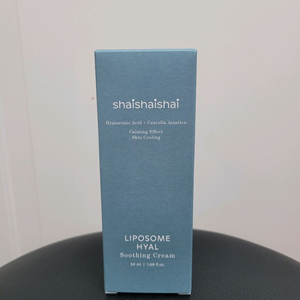 shaishaishai
Hyaluronic Acid + Centella Asiatica
Calming Effect
Skin Cooling
LIPOSOME
HYAL
Soothing Cream
50 ml / 1.69 fl.oz.